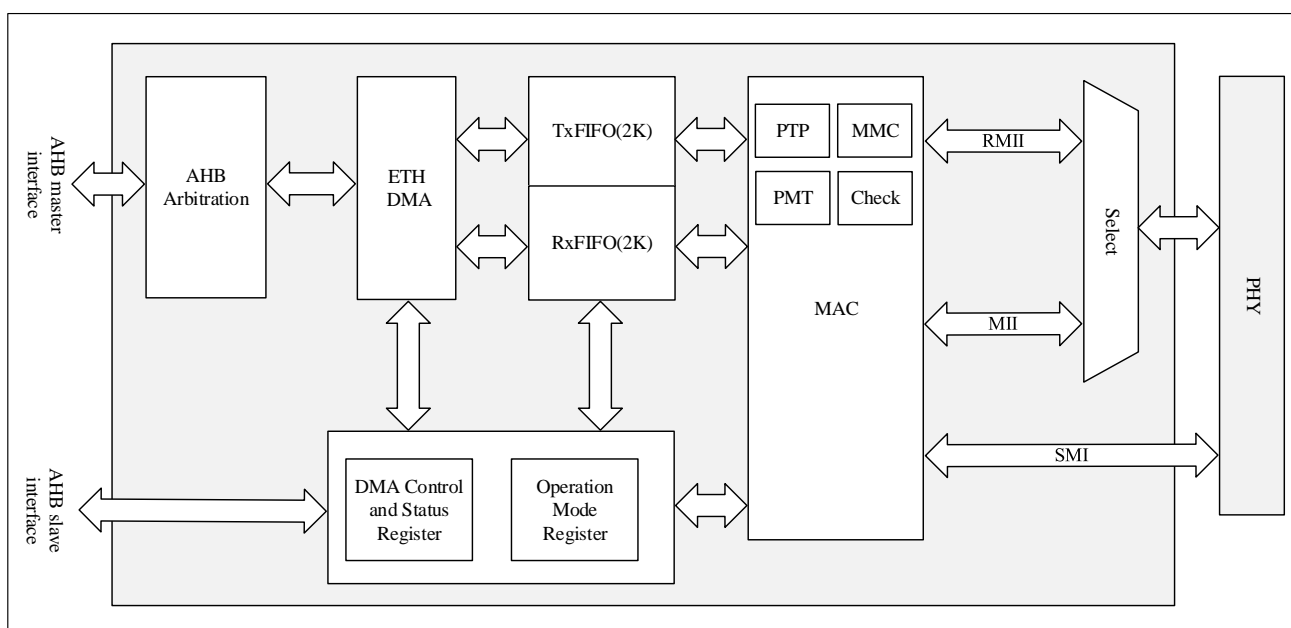 AHB master
interface
AHB
Arbitration
ETH
DMA
TxFIFO(2K)
RxFIFO(2K)
PTP
MMC
PMT
Check
MAC
RMII
MII
SMI
Select
PHY
AHB slave
interface
DMA Control
and Status
Register
Operation
Mode
Register